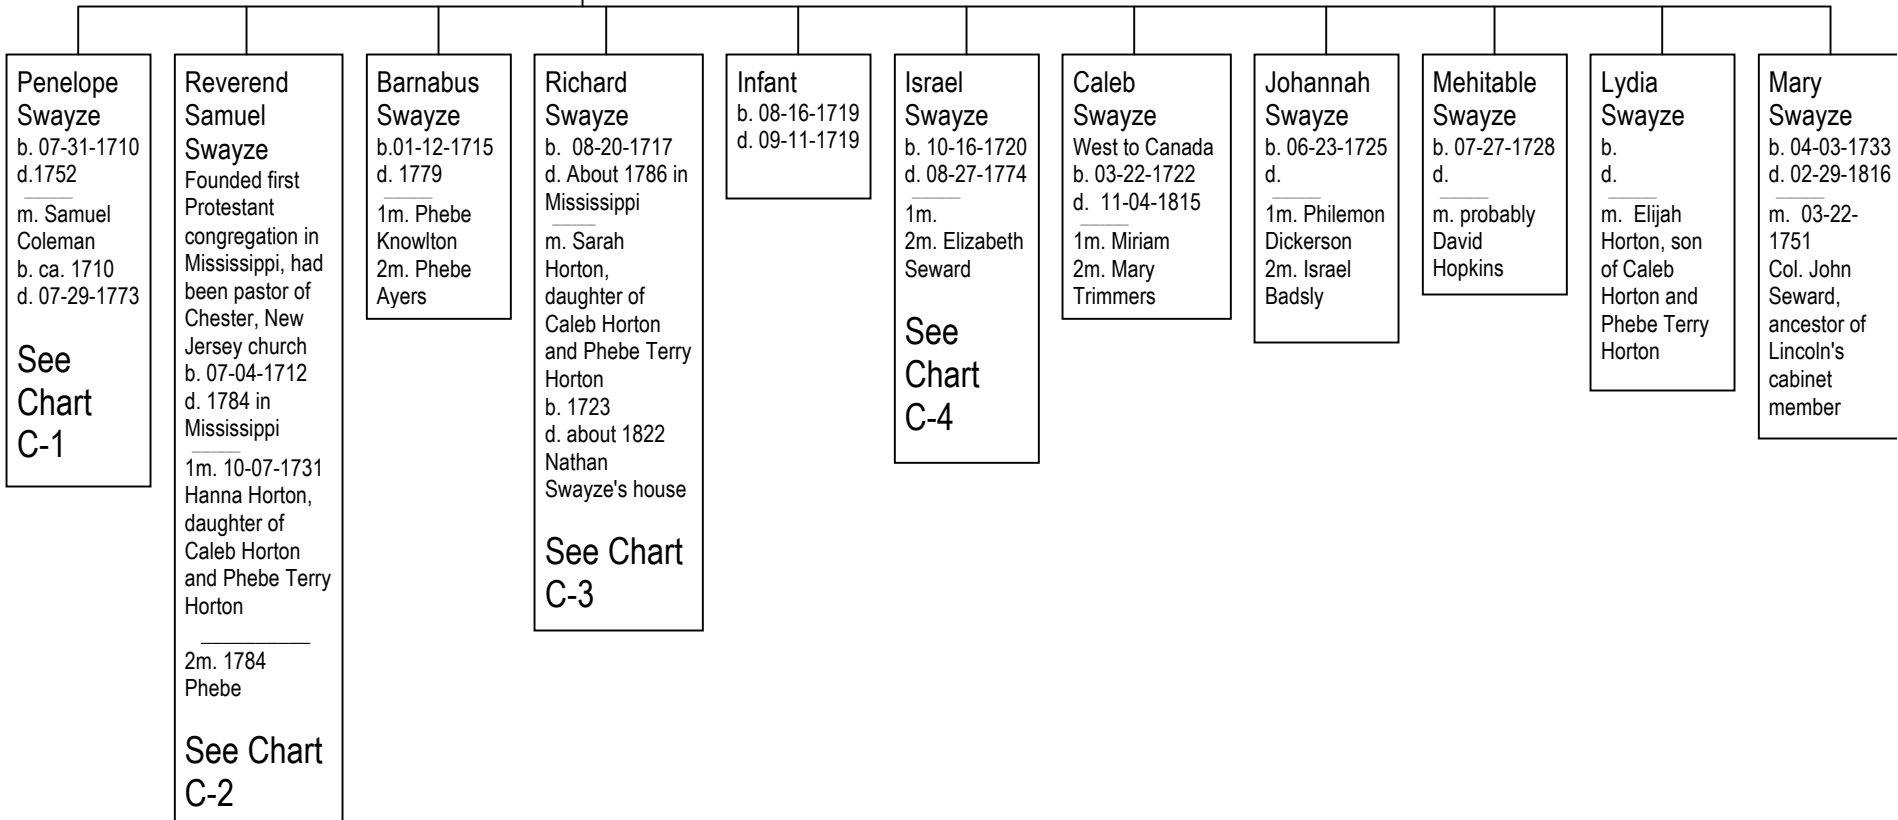 Penelope
Swayze
b. 07-31-1710
d.1752
m. Samuel
Coleman
b. ca. 1710
d. 07-29-1773
See
Chart
C-1
Reverend
Samuel
Swayze
Founded first
Protestant
congregation in
Mississippi, had
been pastor of
Chester, New
Jersey church
b. 07-04-1712
d. 1784 in
Mississippi
1m. 10-07-1731
Hanna Horton,
daughter of
Caleb Horton
and Phebe Terry
Horton
2m. 1784
Phebe
See Chart
C-2
Barnabus
Swayze
b.01-12-1715
d. 1779
1m. Phebe
Knowlton
2m. Phebe
Ayers
Richard
Swayze
b. 08-20-1717
d. About 1786 in
Mississippi
m. Sarah
Horton,
daughter of
Caleb Horton
and Phebe Terry
Horton
b. 1723
d. about 1822
Nathan
Swayze's house
See Chart
C-3
Infant
b. 08-16-1719
d. 09-11-1719
Israel
Swayze
b. 10-16-1720
d. 08-27-1774
1m.
2m. Elizabeth
Seward
See
Chart
C-4
Caleb
Swayze
West to Canada
b. 03-22-1722
d. 11-04-1815
1m. Miriam
2m. Mary
Trimmers
Johannah
Swayze
b. 06-23-1725
d.
1m. Philemon
Dickerson
2m. Israel
Badsly
Mehitable
Swayze
b. 07-27-1728
d.
m. probably
David
Hopkins
Lydia
Swayze
b.
d.
m. Elijah
Horton, son
of Caleb
Horton and
Phebe Terry
Horton
Mary
Swayze
b. 04-03-1733
d. 02-29-1816
m. 03-22-
1751
Col. John
Seward,
ancestor of
Lincoln's
cabinet
member